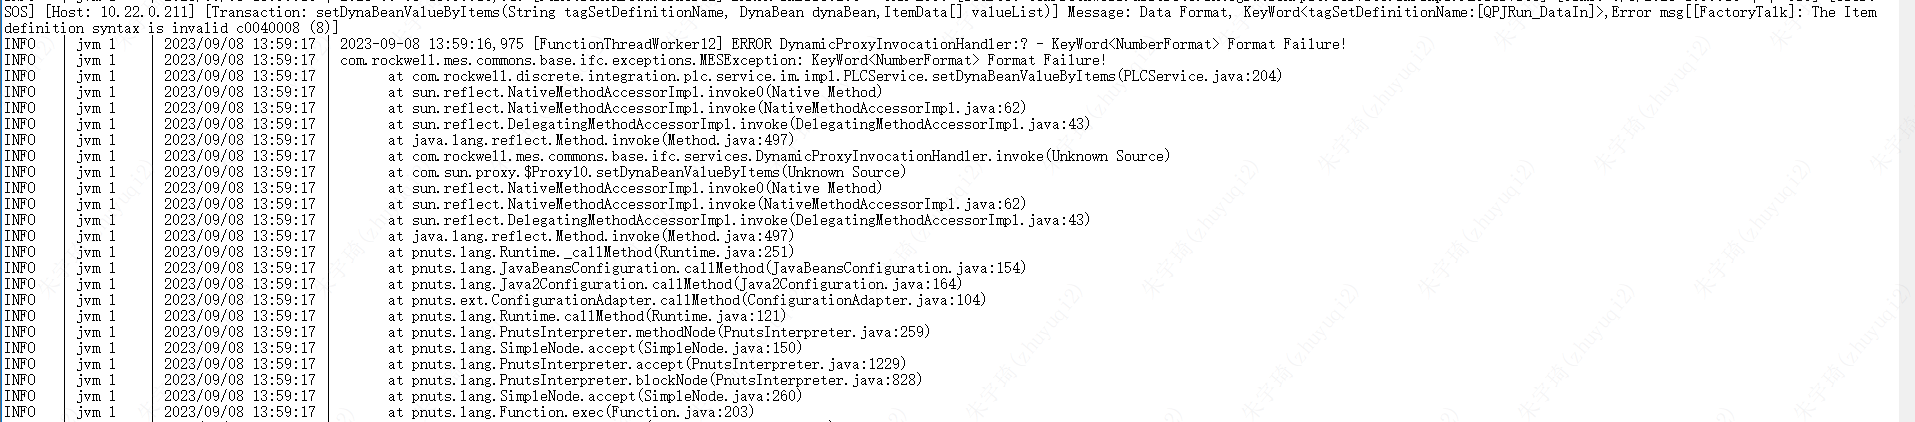 SOS] [Host: 10.22.0.211] [Transaction: setDynaBeanValueByItems(String tagSetDefinitionName, DynaBean dynaBean,ItemData[] valueList)] Message: Data Format, KeyWord<tagSetDefinitionName:[QPJRun_DataIn]>,Error msg[[FactoryTalk]: The Item
definition syntax is invalid c0040008 (8)]
INFO | jvm 1 | 2023/09/08 13:59:17 | 2023-09-08 13:59:16,975 [FunctionThreadWorker12] ERROR DynamicProxyInvocationHandler:? - KeyWord<NumberFormat> Format Failure!
INFO | jvm 1 | 2023/09/08 13:59:17 | com.rockwell.mes.commons.base.ifc.exceptions.MESException: KeyWord<NumberFormat> Format Failure!
INFO | jvm 1 | 2023/09/08 13:59:17 | at com.rockwell.discrete.integration.plc.service.im.impl.PLCService.setDynaBeanValueByItems(PLCService.java:204)
INFO | jvm 1 | 2023/09/08 13:59:17 | at sun.reflect.NativeMethodAccessorImpl.invoke0(Native Method)
INFO | jvm 1 | 2023/09/08 13:59:17 | at sun.reflect.NativeMethodAccessorImpl.invoke(NativeMethodAccessorImpl.java:62)
INFO | jvm 1 | 2023/09/08 13:59:17 | at sun.reflect.DelegatingMethodAccessorImpl.invoke(DelegatingMethodAccessorImpl.java:43)
INFO | jvm 1 | 2023/09/08 13:59:17 | at java.lang.reflect.Method.invoke(Method.java:497)
INFO | jvm 1 | 2023/09/08 13:59:17 | at com.rockwell.mes.commons.base.ifc.services.DynamicProxyInvocationHandler.invoke(Unknown Source)
INFO | jvm 1 | 2023/09/08 13:59:17 | at com.sun.proxy.$Proxy10.setDynaBeanValueByItems(Unknown Source)
INFO | jvm 1 | 2023/09/08 13:59:17 | at sun.reflect.NativeMethodAccessorImpl.invoke0(Native Method)
INFO | jvm 1 | 2023/09/08 13:59:17 | at sun.reflect.NativeMethodAccessorImpl.invoke(NativeMethodAccessorImpl.java:62)
INFO | jvm 1 | 2023/09/08 13:59:17 | at sun.reflect.DelegatingMethodAccessorImpl.invoke(DelegatingMethodAccessorImpl.java:43)
INFO | jvm 1 | 2023/09/08 13:59:17 | at java.lang.reflect.Method.invoke(Method.java:497)
INFO | jvm 1 | 2023/09/08 13:59:17 | at pnuts.lang.Runtime._callMethod(Runtime.java:251)
INFO | jvm 1 | 2023/09/08 13:59:17 | at pnuts.lang.JavaBeansConfiguration.callMethod(JavaBeansConfiguration.java:154)
INFO | jvm 1 | 2023/09/08 13:59:17 | at pnuts.lang.Java2Configuration.callMethod(Java2Configuration.java:164)
INFO | jvm 1 | 2023/09/08 13:59:17 | at pnuts.ext.ConfigurationAdapter.callMethod(ConfigurationAdapter.java:104)
INFO | jvm 1 | 2023/09/08 13:59:17 | at pnuts.lang.Runtime.callMethod(Runtime.java:121)
INFO | jvm 1 | 2023/09/08 13:59:17 | at pnuts.lang.PnutsInterpreter.methodNode(PnutsInterpreter.java:259)
INFO | jvm 1 | 2023/09/08 13:59:17 | at pnuts.lang.SimpleNode.accept(SimpleNode.java:150)
INFO | jvm 1 | 2023/09/08 13:59:17 | at pnuts.lang.PnutsInterpreter.accept(PnutsInterpreter.java:1229)
INFO | jvm 1 | 2023/09/08 13:59:17 | at pnuts.lang.PnutsInterpreter.blockNode(PnutsInterpreter.java:828)
INFO | jvm 1 | 2023/09/08 13:59:17 | at pnuts.lang.SimpleNode.accept(SimpleNode.java:260)
INFO | jvm 1 | 2023/09/08 13:59:17 | at pnuts.lang.Function.exec(Function.java:203)